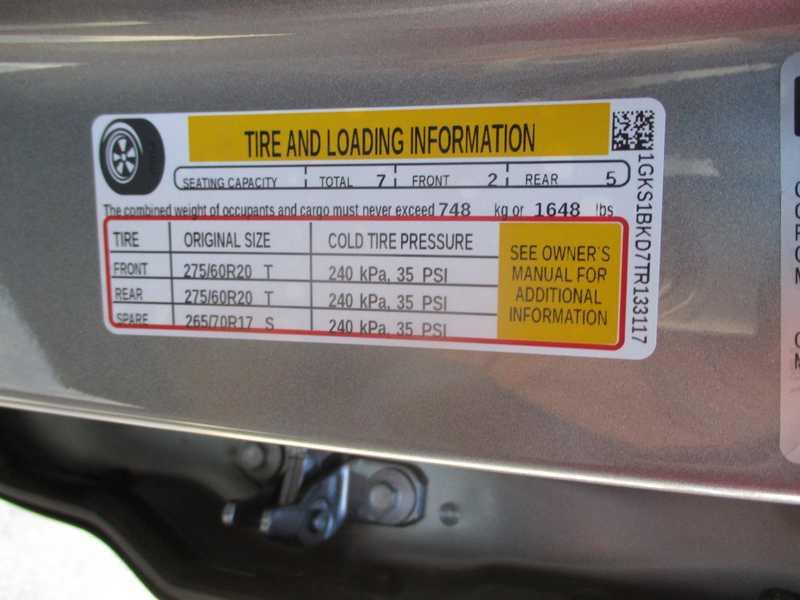 TIRE AND LOADING INFORMATION
SEATING CAPACITY TOTAL 7 FRONT 2 REAR 5
The combined weight of occupants and cargo must never exceed 748 kg or 1648 lbs
TIRE ORIGINAL SIZE COLD TIRE PRESSURE
FRONT 275/60R20 T 240 kPa, 35 PSI
REAR 275/60R20 T 240 kPa, 35 PSI
SPARE 265/70R17 S 240 kPa, 35 PSI
SEE OWNER'S
MANUAL FOR
ADDITIONAL
INFORMATION
1GKS1BKD7TR133117